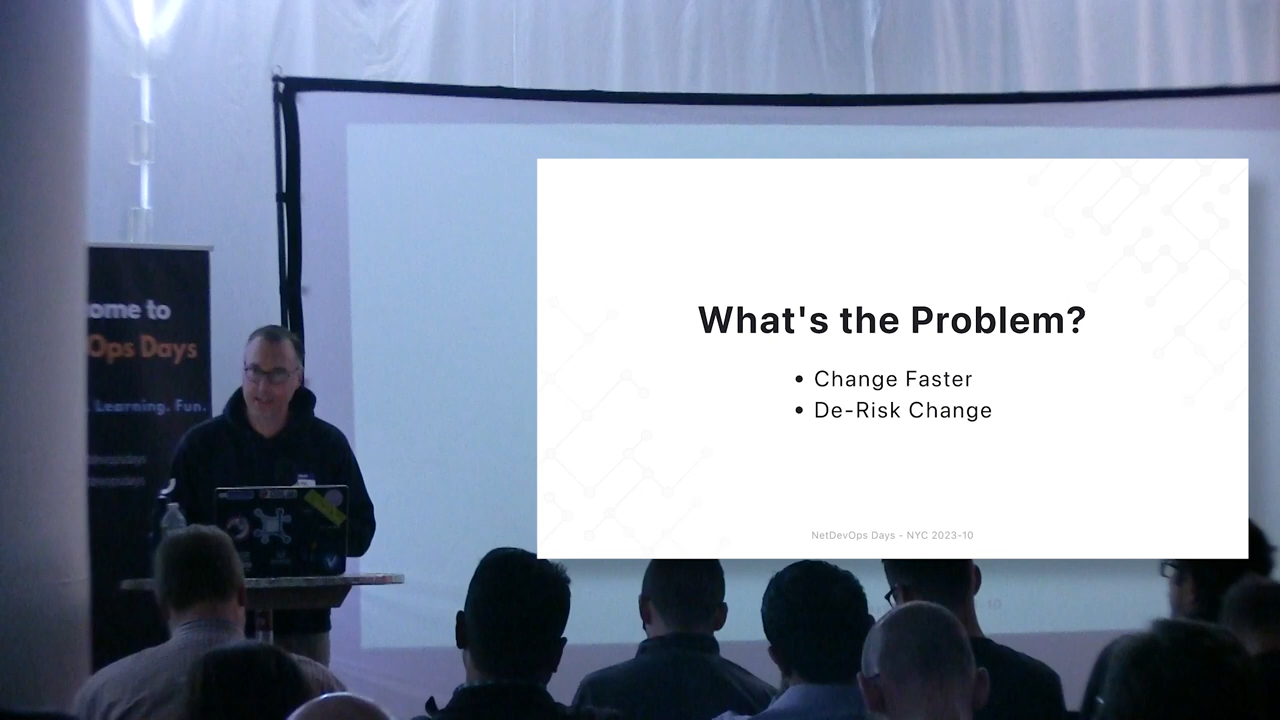 ome to
Ops Days
Learning. Fun.
What's the Problem?
• Change Faster
• De-Risk Change
NetDevOps Days - NYC 2023-10